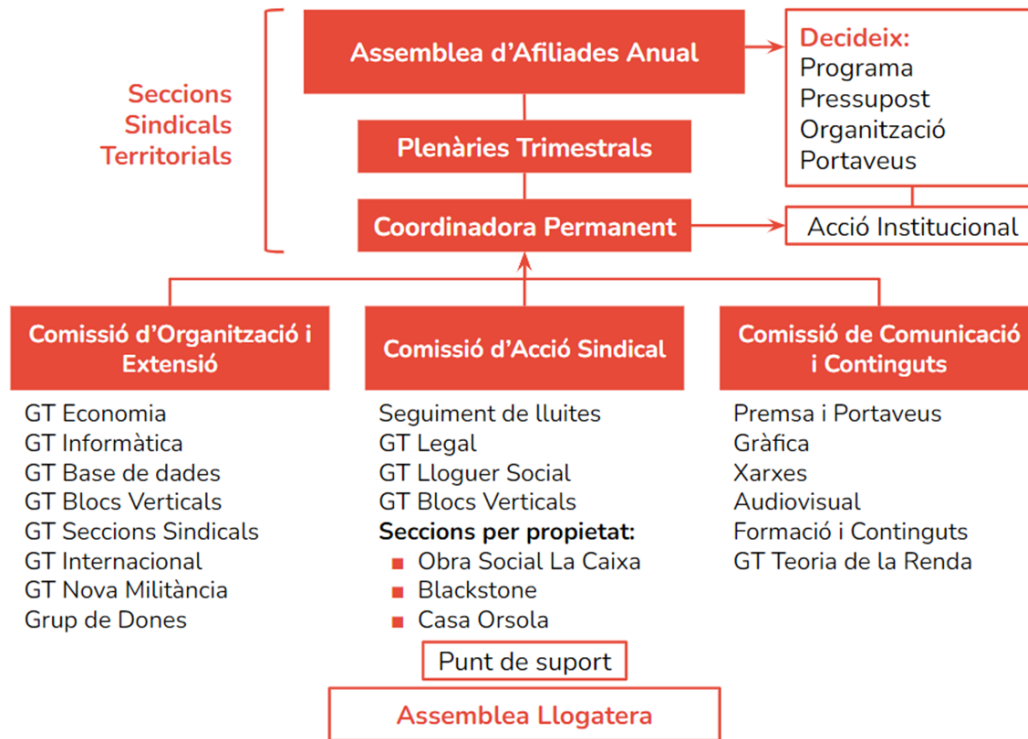 Assemblea d'Afiliades Anual
Decideix:
Programa
Pressupost
Organització
Portaveus
Seccions
Sindicals
Territorials
Plenàries Trimestrals
Coordinadora Permanent
Acció Institucional
Comissió d'Organització i
Extensió
GT Economia
GT Informàtica
GT Base de dades
GT Blocs Verticals
GT Seccions Sindicals
GT Internacional
GT Nova Militància
Grup de Dones
Comissió d'Acció Sindical
Seguiment de lluites
GT Legal
GT Lloguer Social
GT Blocs Verticals
Seccions per propietat:
Obra Social La Caixa
Blackstone
Casa Orsola
Punt de suport
Assemblea Llogatera
Comissió de Comunicació
i Continguts
Premsa i Portaveus
Gràfica
Xarxes
Audiovisual
Formació i Continguts
GT Teoria de la Renda